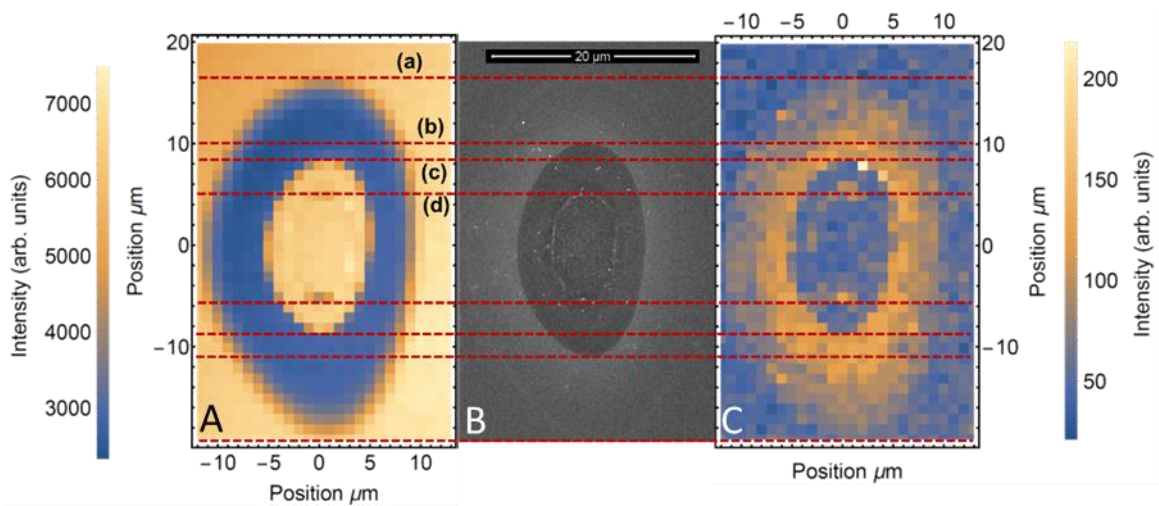 −10 −5 0 5 10
20 (a) 20 μm 20
7000 200
(b)
10 10
6000 (c) 150
(d)
Intensity (arb. units) Position μm 0 0 Position μm Intensity (arb. units)
5000
100
4000
−10 −10
50
3000
A B C
−10 −5 0 5 10
Position μm Position μm